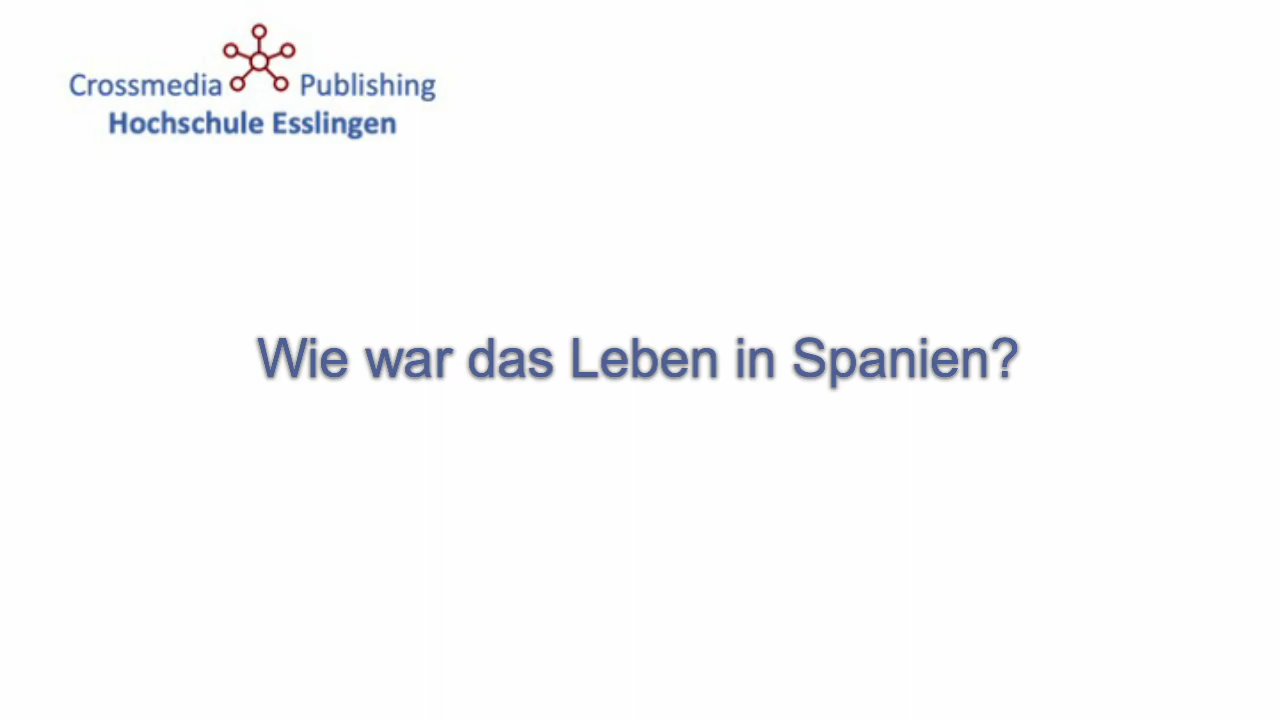 Crossmedia Publishing
Hochschule Esslingen
Wie war das Leben in Spanien?